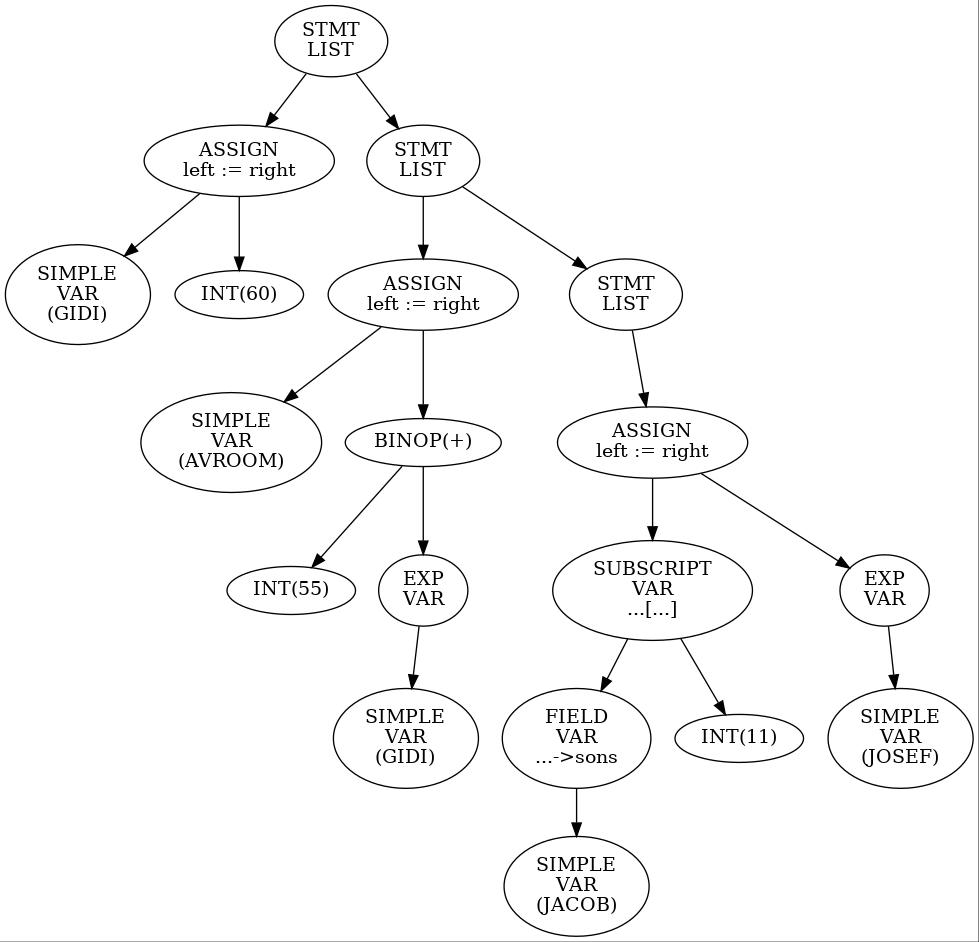 STMT
LIST
ASSIGN
left := right
STMT
LIST
SIMPLE
VAR
(GIDI)
INT(60)
ASSIGN
left := right
STMT
LIST
SIMPLE
VAR
(AVROOM)
BINOP(+)
ASSIGN
left := right
INT(55)
EXP
VAR
SUBSCRIPT
VAR
...[...]
EXP
VAR
SIMPLE
VAR
(GIDI)
FIELD
VAR
...->sons
INT(11)
SIMPLE
VAR
(JOSEF)
SIMPLE
VAR
(JACOB)